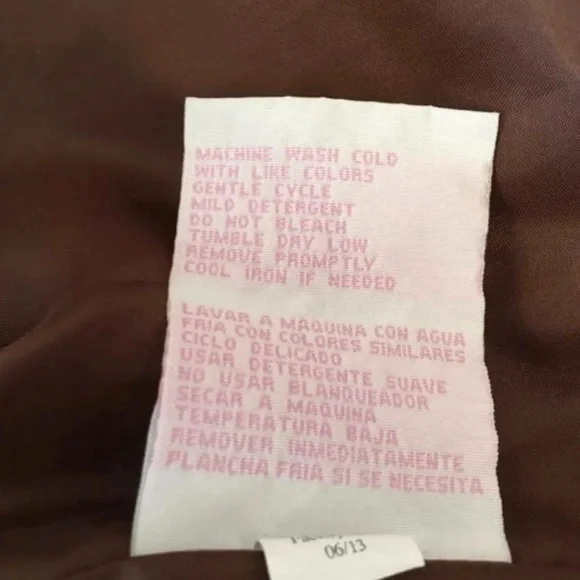 MACHINE WASH COLD
WITH LIKE COLORS
GENTLE CYCLE
MILD DETERGENT
DO NOT BLEACH
TUMBLE DRY LOW
REMOVE PROMPTLY
COOL IRON IF NEEDED
LAVAR A MAQUINA CON AGUA
FRIA CON COLORES SIMILARES
CICLO DELICADO
USAR DETERGENTE SUAVE
NO USAR BLANQUEADOR
SECAR A MAQUINA
TEMPERATURA BAJA
REMOVER INMEDIATAMENTE
PLANCHA FRIA SI SE NECESITA
06/13